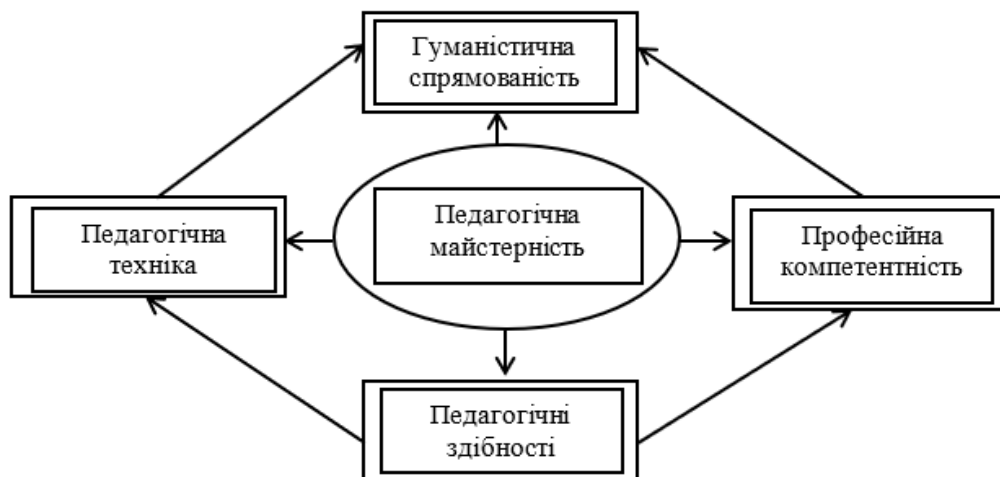 Гуманістична
спрямованість
Педагогічна
техніка
Педагогічна
майстерність
Професійна
компетентність
Педагогічні
здібності